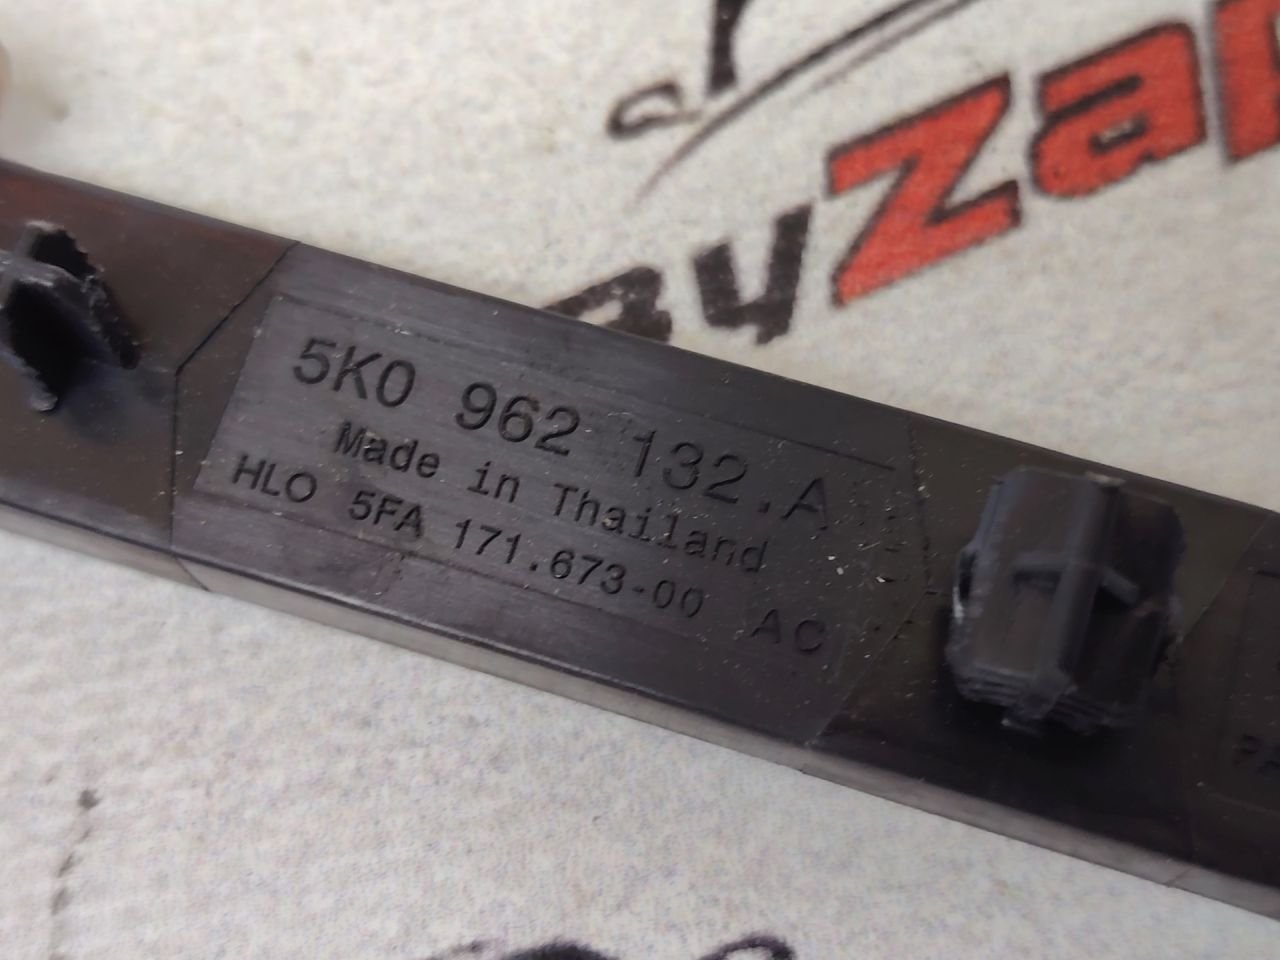 5K0 962 132.A
Made in Thailand
HLO 5FA 171.673-00 AC